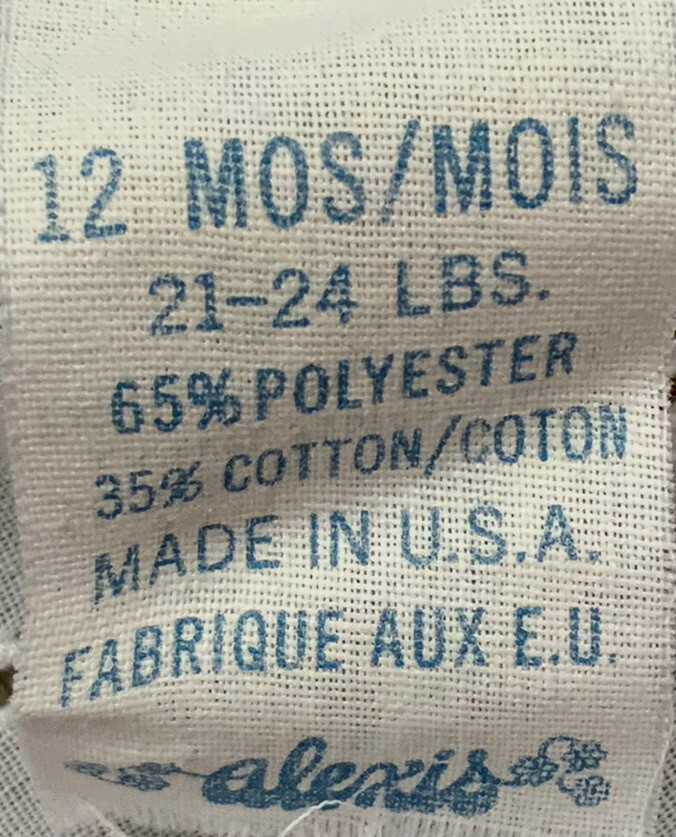 12 MOS/MOIS
21-24 LBS.
65% POLYESTER
35% COTTON/COTON
MADE IN U.S.A.
FABRIQUE AUX E.U.
alexis